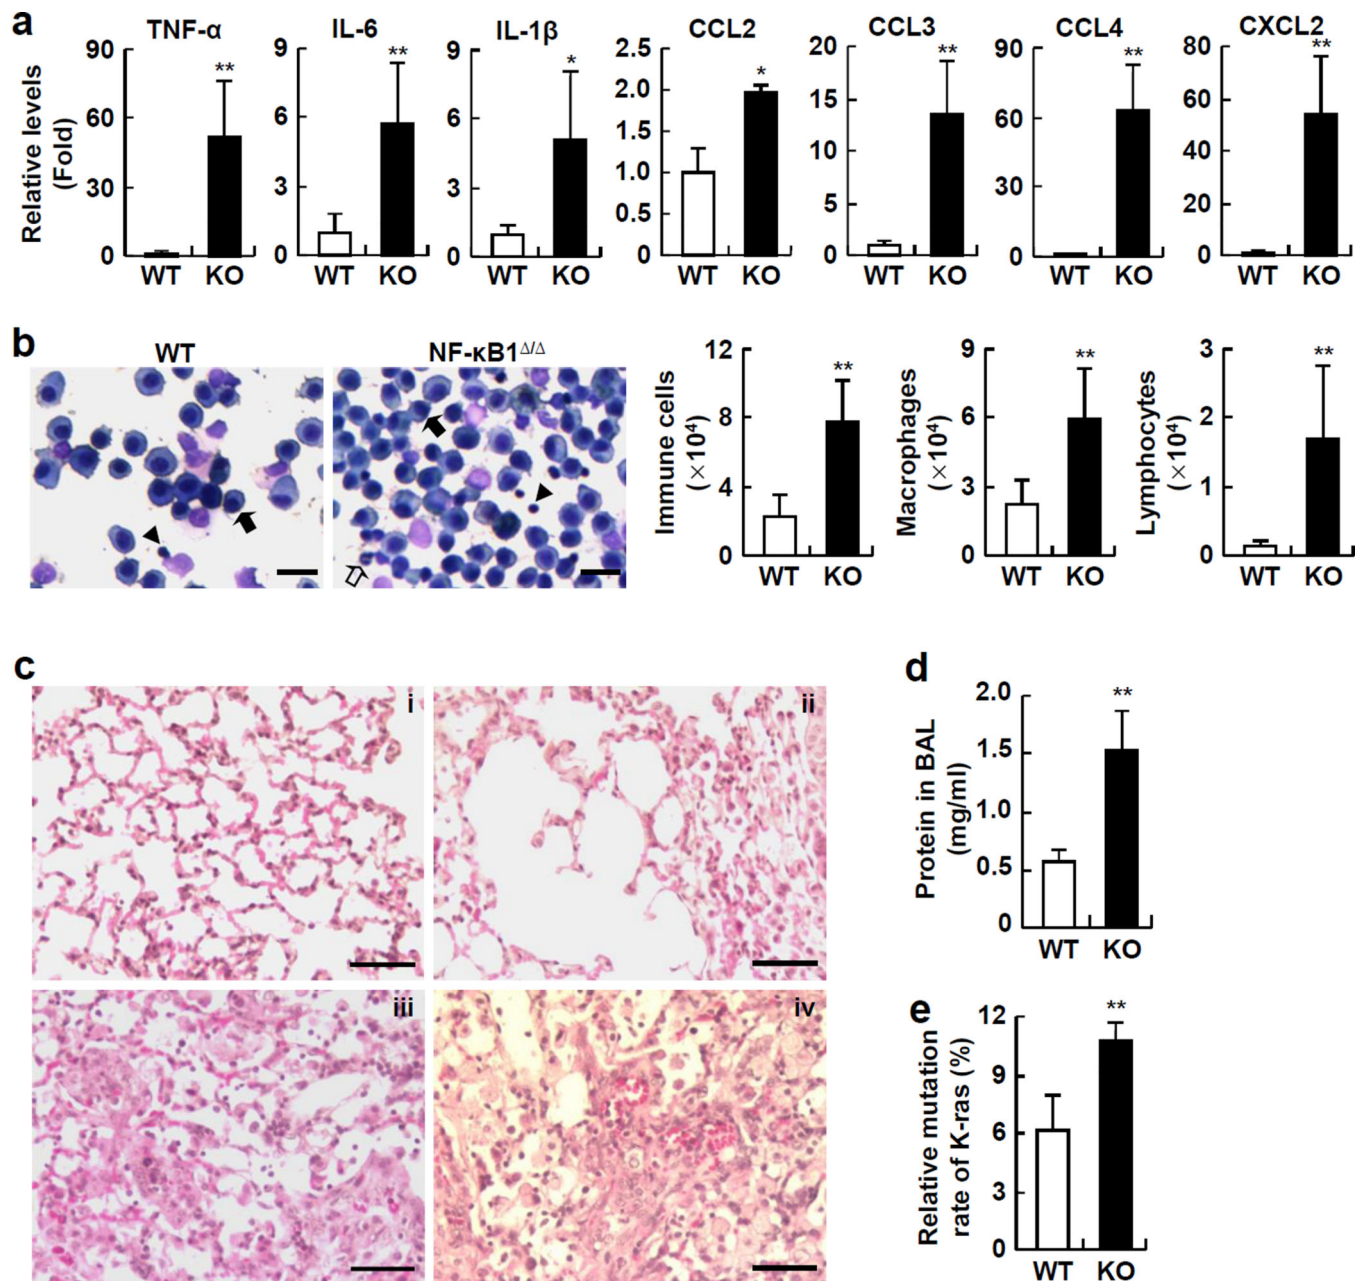 a
TNF-α IL-6 IL-1β CCL2 CCL3 CCL4 CXCL2
Relative levels
(Fold)
90 60 30 0
** 
WT KO
9 6 3 0
**
WT KO
9 6 3 0
*
WT KO
2.5 2.0 1.5 1.0 0.5 0
*
WT KO
20 15 10 5 0
**
WT KO
90 60 30 0
**
WT KO
80 60 40 20 0
**
WT KO
b
WT
NF-κB1Δ/Δ
Immune cells
(×10⁴)
12 8 4 0
**
WT KO
Macrophages
(×10⁴)
9 6 3 0
**
WT KO
Lymphocytes
(×10⁴)
3 2 1 0
**
WT KO
c
i
ii
iii
iv
d
Protein in BAL
(mg/ml)
2.0 1.5 1.0 0.5 0
**
WT KO
e
Relative mutation
rate of K-ras (%)
12 9 6 3 0
**
WT KO